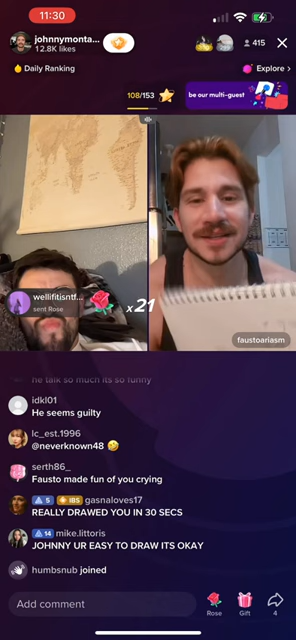 11:30
johnnymonta...
12.8K likes
415
Daily Ranking
Explore >
108/153
be our multi-guest
wellifitisntf...
sent Rose
x21
faustoariasm
he talk so much its so funny
idkl01
He seems guilty
lc_est.1996
@neverknown48 🤣
serth86_
Fausto made fun of you crying
5 IBS gasnaloves17
REALLY DRAWED YOU IN 30 SECS
14 mike.littoris
JOHNNY UR EASY TO DRAW ITS OKAY
humbsnub joined
Add comment
Rose
Gift
4